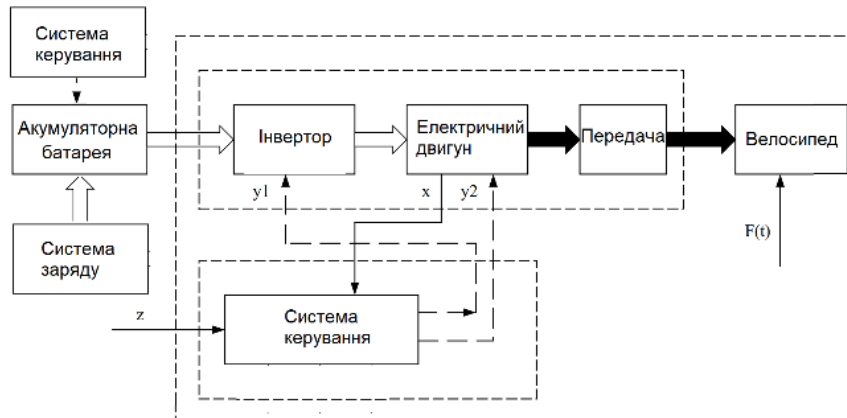 Система
керування
Акумуляторна
батарея
Інвертор
Електричний
двигун
Передача
Велосипед
y1
x
y2
F(t)
Система
заряду
z
Система
керування